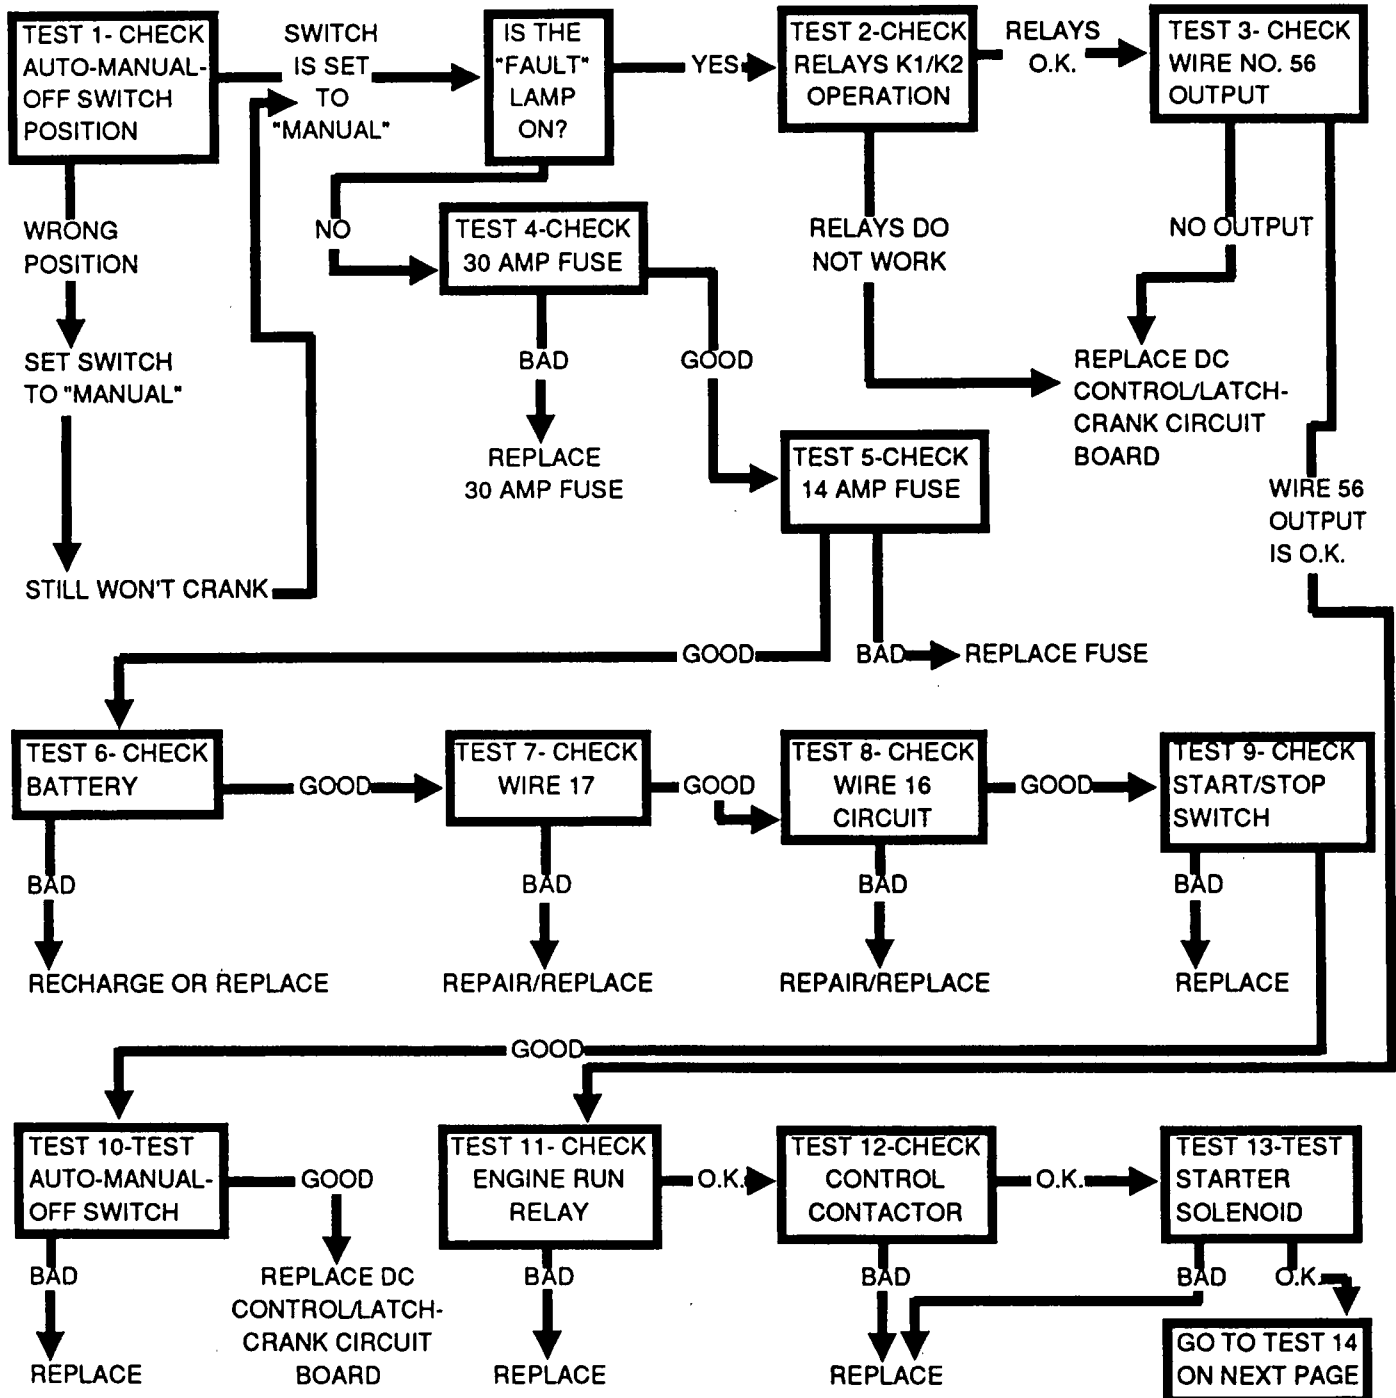 TEST 1- CHECK
AUTO-MANUAL-
OFF SWITCH
POSITION
SWITCH
IS SET
TO
"MANUAL"
IS THE
"FAULT"
LAMP
ON?
YES
TEST 2-CHECK
RELAYS K1/K2
OPERATION
RELAYS
O.K.
TEST 3- CHECK
WIRE NO. 56
OUTPUT
WRONG
POSITION
NO
TEST 4-CHECK
30 AMP FUSE
RELAYS DO
NOT WORK
NO OUTPUT
SET SWITCH
TO "MANUAL"
BAD
GOOD
REPLACE DC
CONTROL/LATCH-
CRANK CIRCUIT
BOARD
REPLACE
30 AMP FUSE
TEST 5-CHECK
14 AMP FUSE
WIRE 56
OUTPUT
IS O.K.
STILL WON'T CRANK
GOOD
BAD
REPLACE FUSE
TEST 6- CHECK
BATTERY
GOOD
TEST 7- CHECK
WIRE 17
GOOD
TEST 8- CHECK
WIRE 16
CIRCUIT
GOOD
TEST 9- CHECK
START/STOP
SWITCH
BAD
BAD
BAD
BAD
RECHARGE OR REPLACE
REPAIR/REPLACE
REPAIR/REPLACE
REPLACE
GOOD
TEST 10-TEST
AUTO-MANUAL-
OFF SWITCH
GOOD
TEST 11- CHECK
ENGINE RUN
RELAY
O.K.
TEST 12-CHECK
CONTROL
CONTACTOR
O.K.
TEST 13-TEST
STARTER
SOLENOID
BAD
REPLACE DC
CONTROL/LATCH-
CRANK CIRCUIT
BOARD
BAD
BAD
BAD
O.K.
REPLACE
REPLACE
REPLACE
GO TO TEST 14
ON NEXT PAGE